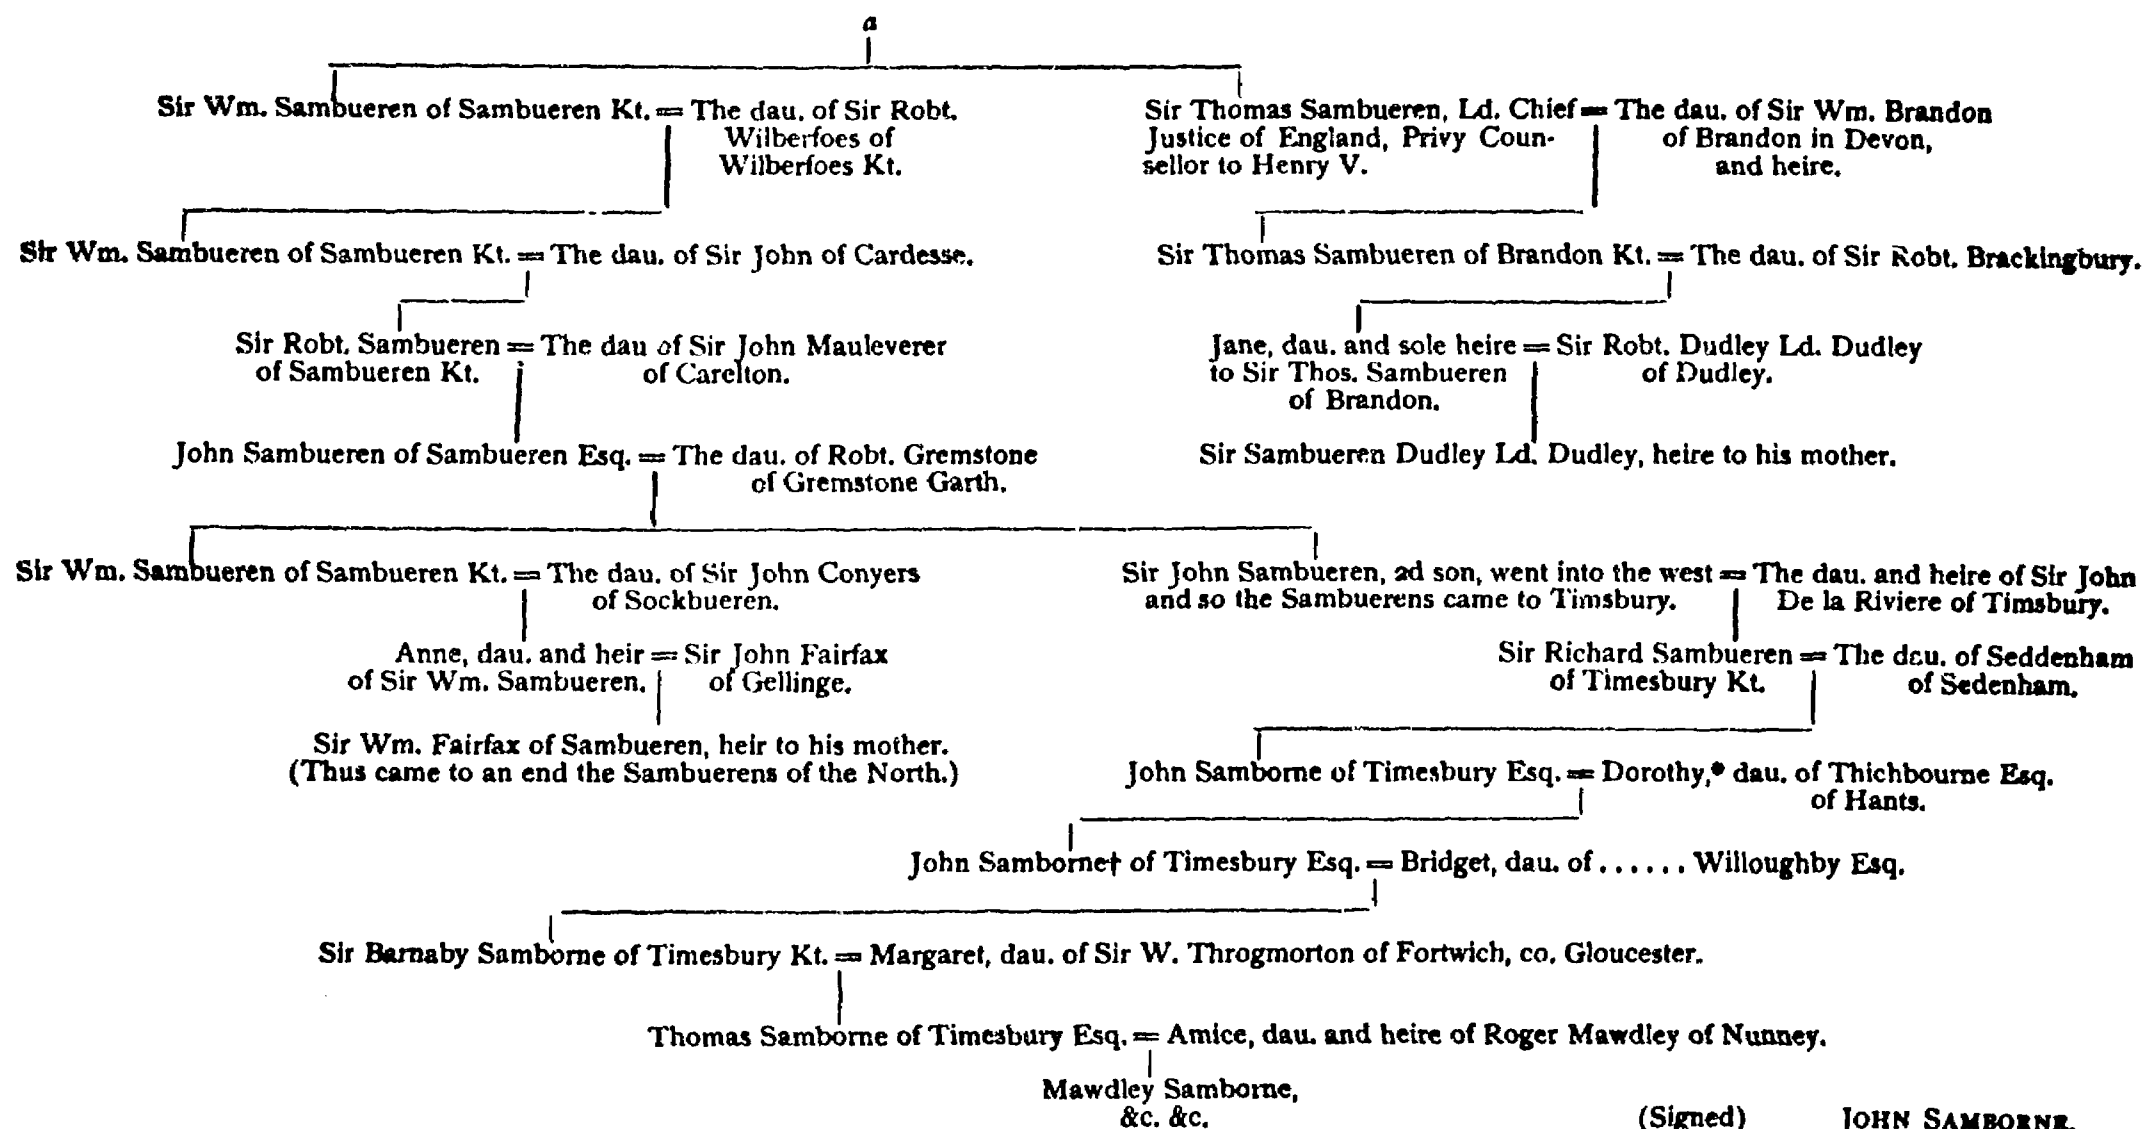 a
Sir Wm. Sambueren of Sambueren Kt. = The dau. of Sir Robt.
Wilberfoes of
Wilberfoes Kt.
Sir Thomas Sambueren, Ld. Chief = The dau. of Sir Wm. Brandon
Justice of England, Privy Coun- of Brandon in Devon,
sellor to Henry V. and heire.
Sir Wm. Sambueren of Sambueren Kt. = The dau. of Sir John of Cardesse.
Sir Thomas Sambueren of Brandon Kt. = The dau. of Sir Robt. Brackingbury.
Sir Robt. Sambueren = The dau of Sir John Mauleverer
of Sambueren Kt. of Carelton.
Jane, dau. and sole heire = Sir Robt. Dudley Ld. Dudley
to Sir Thos. Sambueren of Dudley.
of Brandon.
John Sambueren of Sambueren Esq. = The dau. of Robt. Gremstone
of Gremstone Garth.
Sir Sambueren Dudley Ld. Dudley, heire to his mother.
Sir Wm. Sambueren of Sambueren Kt. = The dau. of Sir John Conyers
of Sockbueren.
Sir John Sambueren, 2d son, went into the west = The dau. and heire of Sir John
and so the Sambuerens came to Timsbury. De la Riviere of Timsbury.
Anne, dau. and heir = Sir John Fairfax
of Sir Wm. Sambueren. of Gellinge.
Sir Richard Sambueren = The dau. of Seddenham
of Timesbury Kt. of Sedenham.
Sir Wm. Fairfax of Sambueren, heir to his mother.
(Thus came to an end the Sambuerens of the North.)
John Samborne of Timesbury Esq. = Dorothy,* dau. of Thichbourne Esq.
of Hants.
John Samborne† of Timesbury Esq. = Bridget, dau. of ...... Willoughby Esq.
Sir Barnaby Samborne of Timesbury Kt. = Margaret, dau. of Sir W. Throgmorton of Fortwich, co. Gloucester.
Thomas Samborne of Timesbury Esq. = Amice, dau. and heire of Roger Mawdley of Nunney.
Mawdley Samborne,
&c. &c.
(Signed) JOHN SAMBORNE.